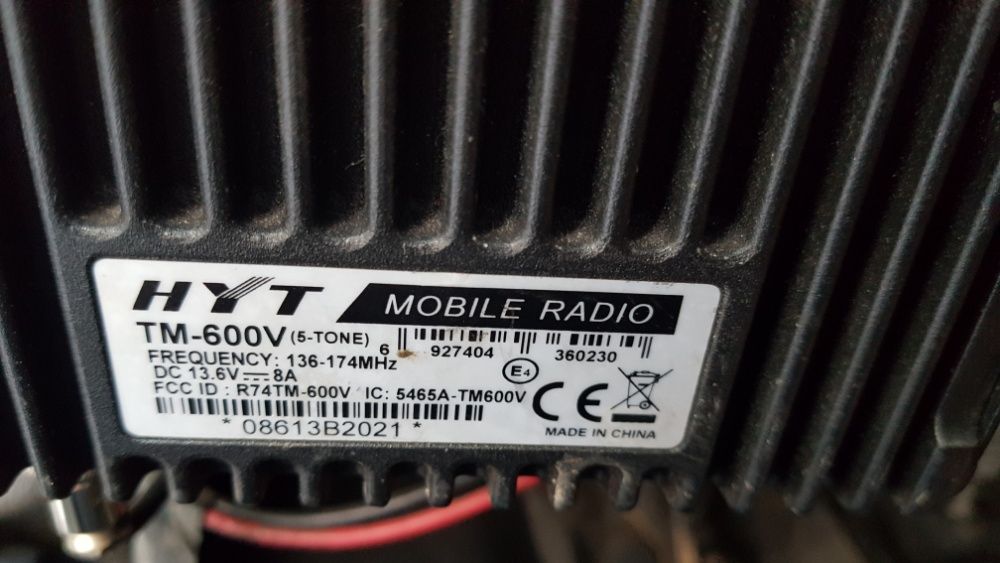 HYT MOBILE RADIO
TM-600V (5-TONE)
6 927404 360230
FREQUENCY: 136-174MHz
DC 13.6V 8A
E4
FCC ID : R74TM-600V IC: 5465A-TM600V
CE
*08613B2021*
MADE IN CHINA